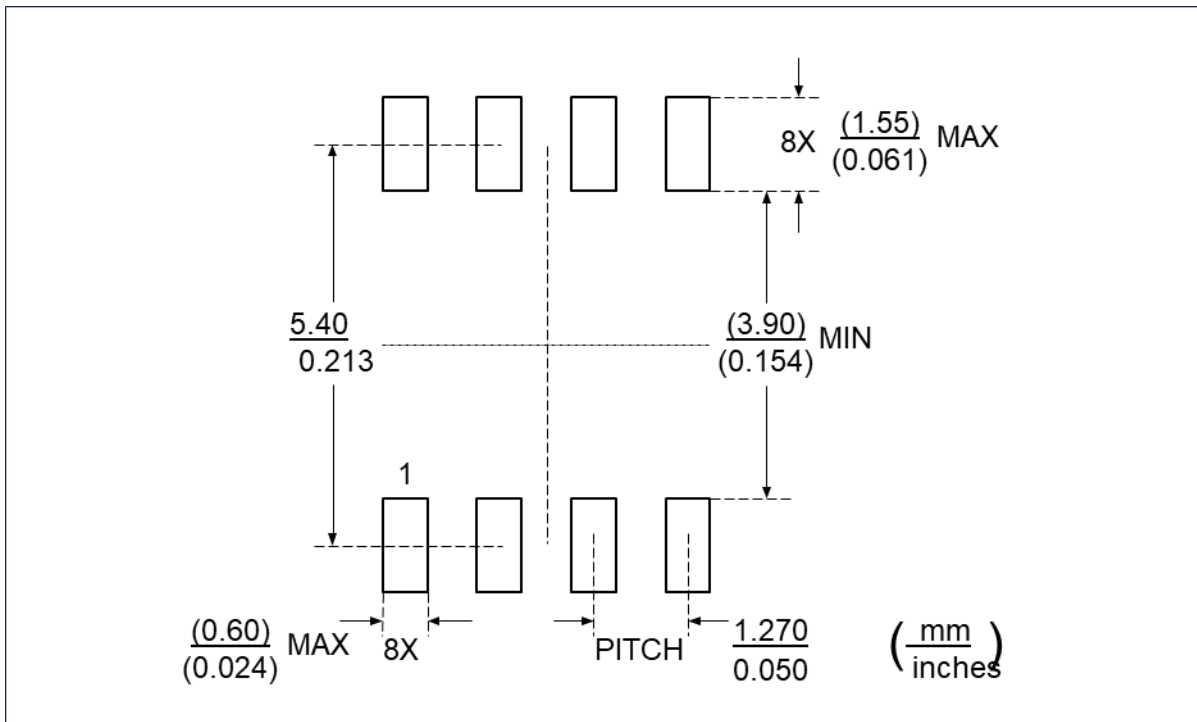 (1.55)
8X MAX
(0.061)
5.40
0.213
(3.90)
MIN
(0.154)
1
(0.60)
MAX 8X
(0.024)
PITCH
1.270
0.050
(mm
inches)